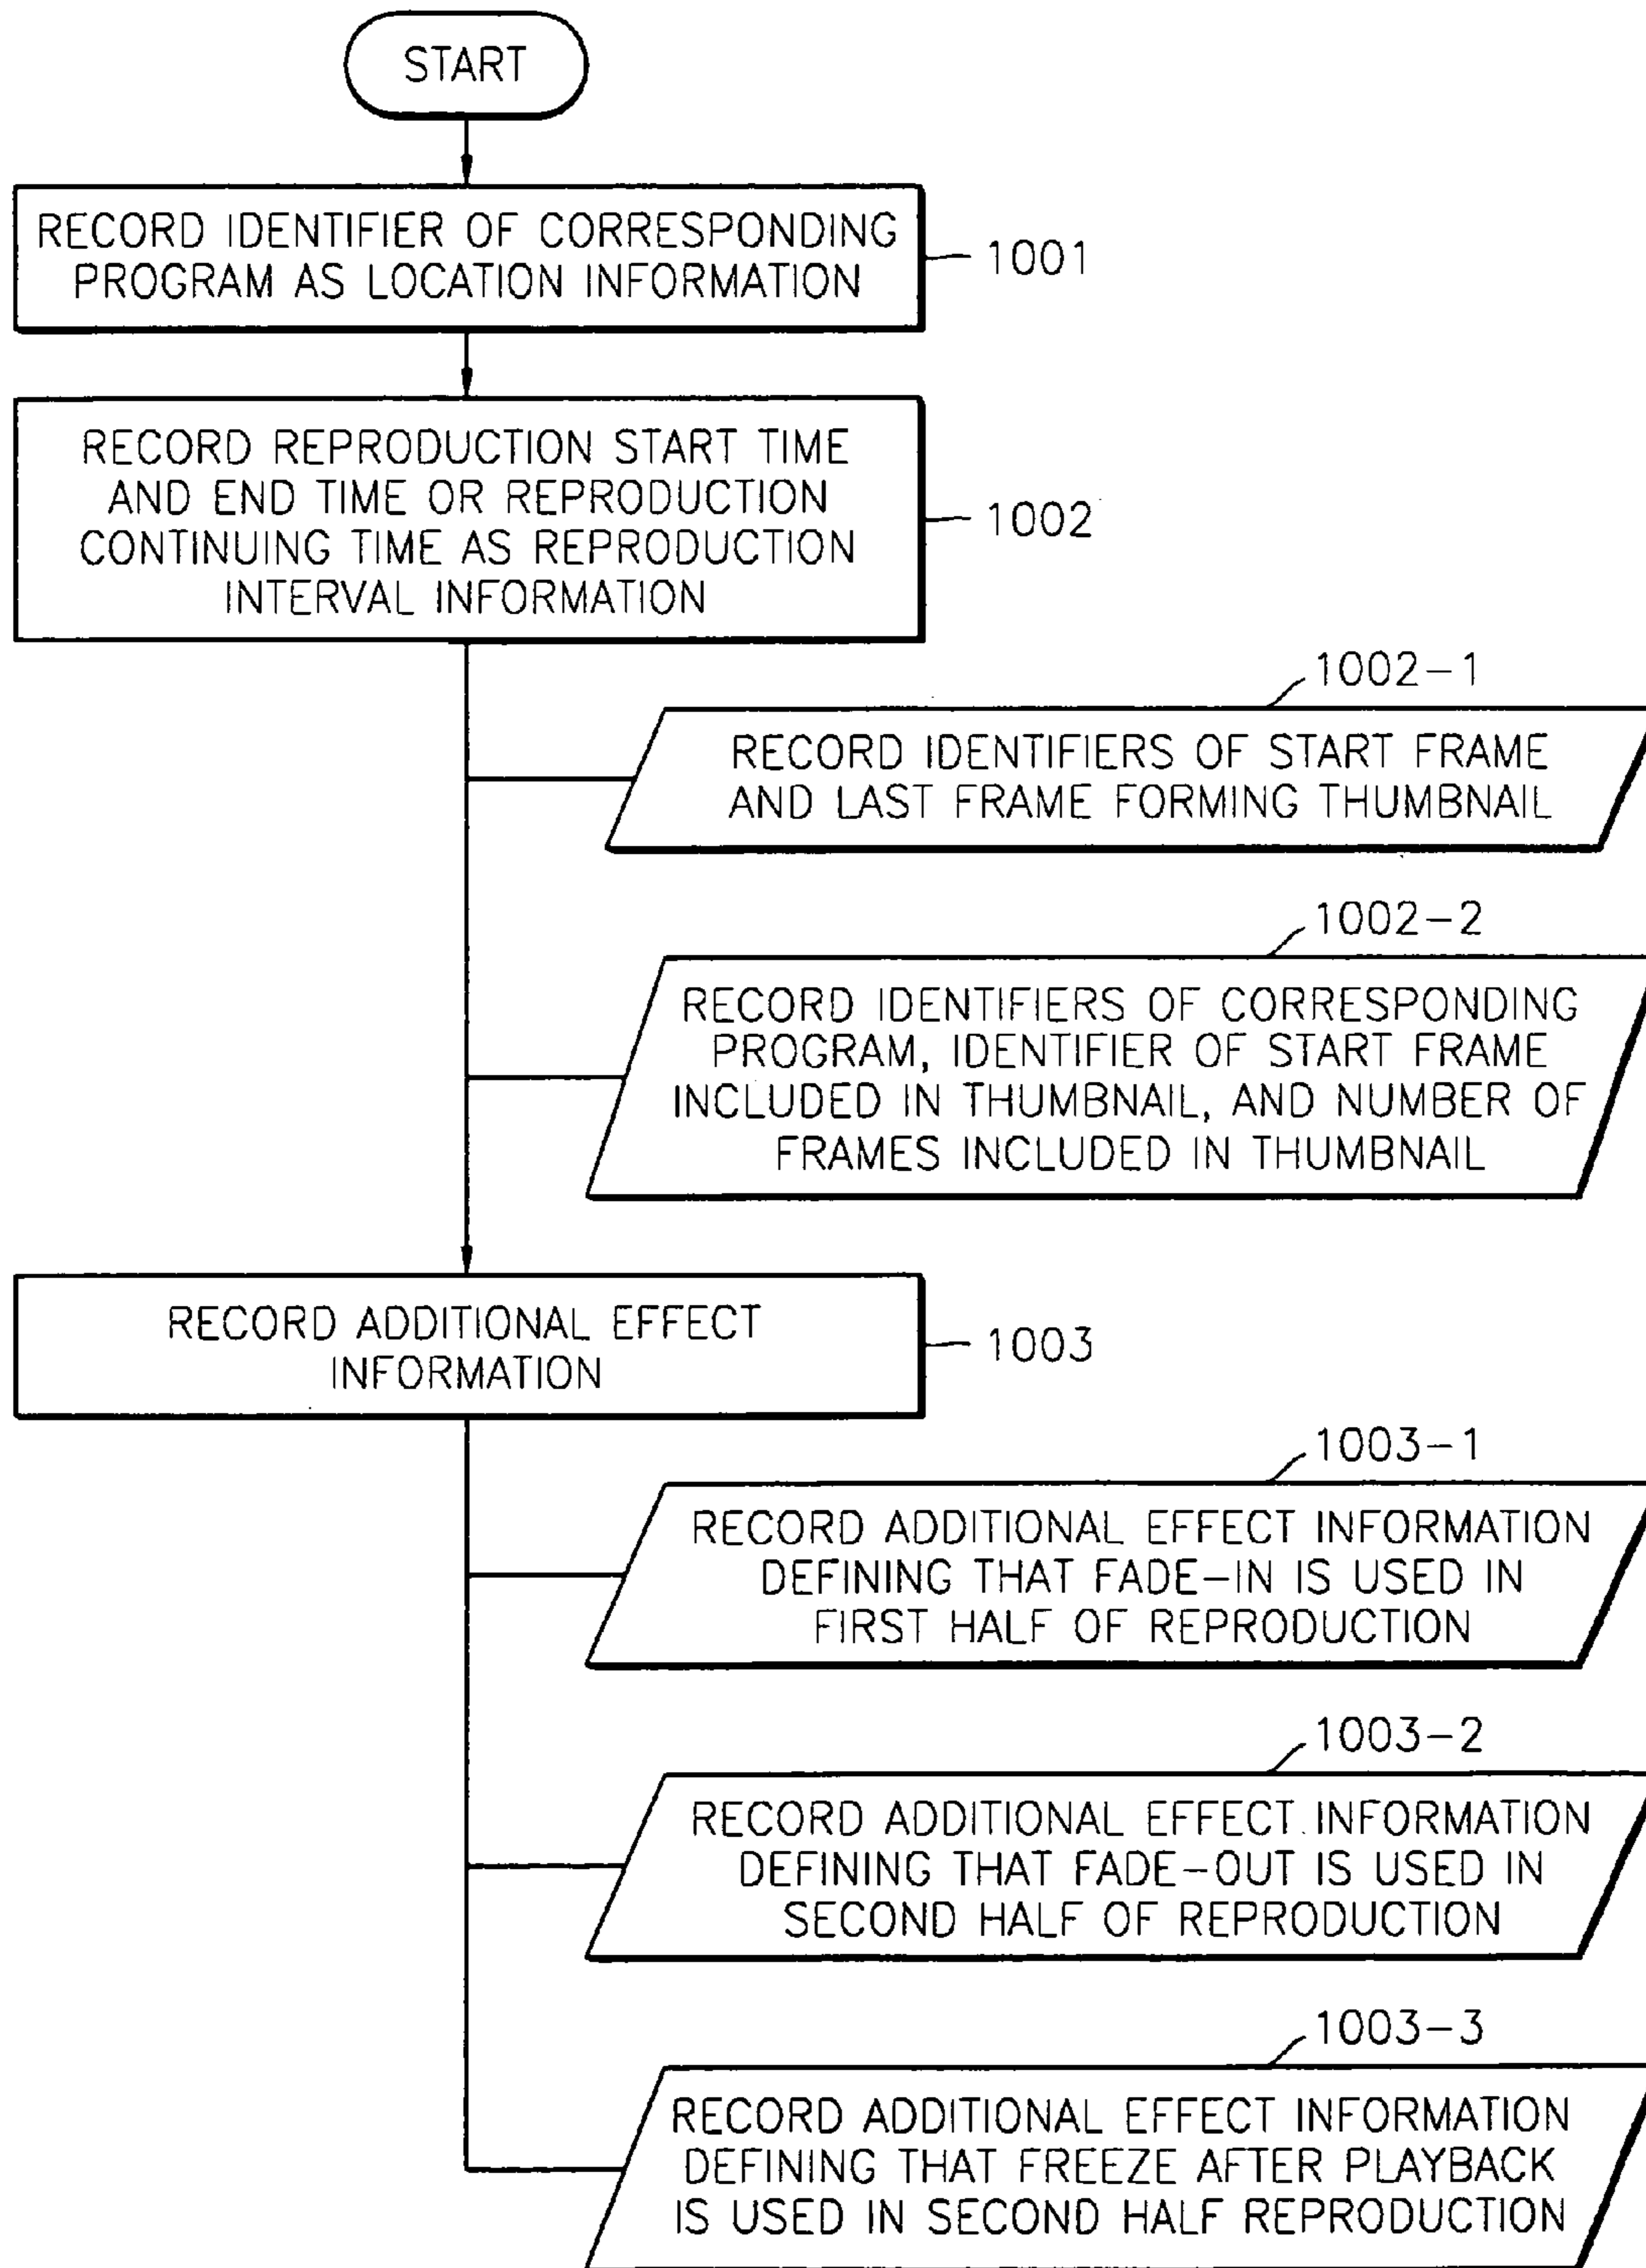 START
RECORD IDENTIFIER OF CORRESPONDING
PROGRAM AS LOCATION INFORMATION
1001
RECORD REPRODUCTION START TIME
AND END TIME OR REPRODUCTION
CONTINUING TIME AS REPRODUCTION
INTERVAL INFORMATION
1002
1002-1
RECORD IDENTIFIERS OF START FRAME
AND LAST FRAME FORMING THUMBNAIL
1002-2
RECORD IDENTIFIERS OF CORRESPONDING
PROGRAM, IDENTIFIER OF START FRAME
INCLUDED IN THUMBNAIL, AND NUMBER OF
FRAMES INCLUDED IN THUMBNAIL
RECORD ADDITIONAL EFFECT
INFORMATION
1003
1003-1
RECORD ADDITIONAL EFFECT INFORMATION
DEFINING THAT FADE-IN IS USED IN
FIRST HALF OF REPRODUCTION
1003-2
RECORD ADDITIONAL EFFECT INFORMATION
DEFINING THAT FADE-OUT IS USED IN
SECOND HALF OF REPRODUCTION
1003-3
RECORD ADDITIONAL EFFECT INFORMATION
DEFINING THAT FREEZE AFTER PLAYBACK
IS USED IN SECOND HALF REPRODUCTION